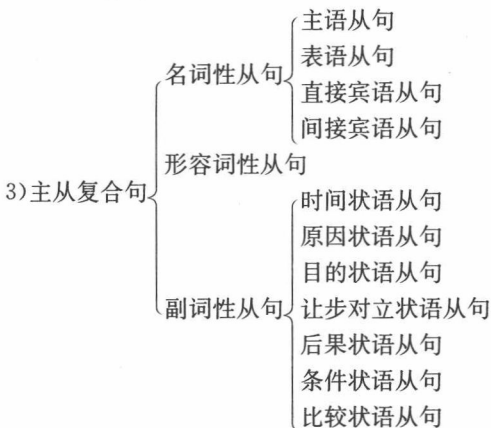 3)主从复合句
名词性从句
主语从句
表语从句
直接宾语从句
间接宾语从句
形容词性从句
副词性从句
时间状语从句
原因状语从句
目的状语从句
让步对立状语从句
后果状语从句
条件状语从句
比较状语从句